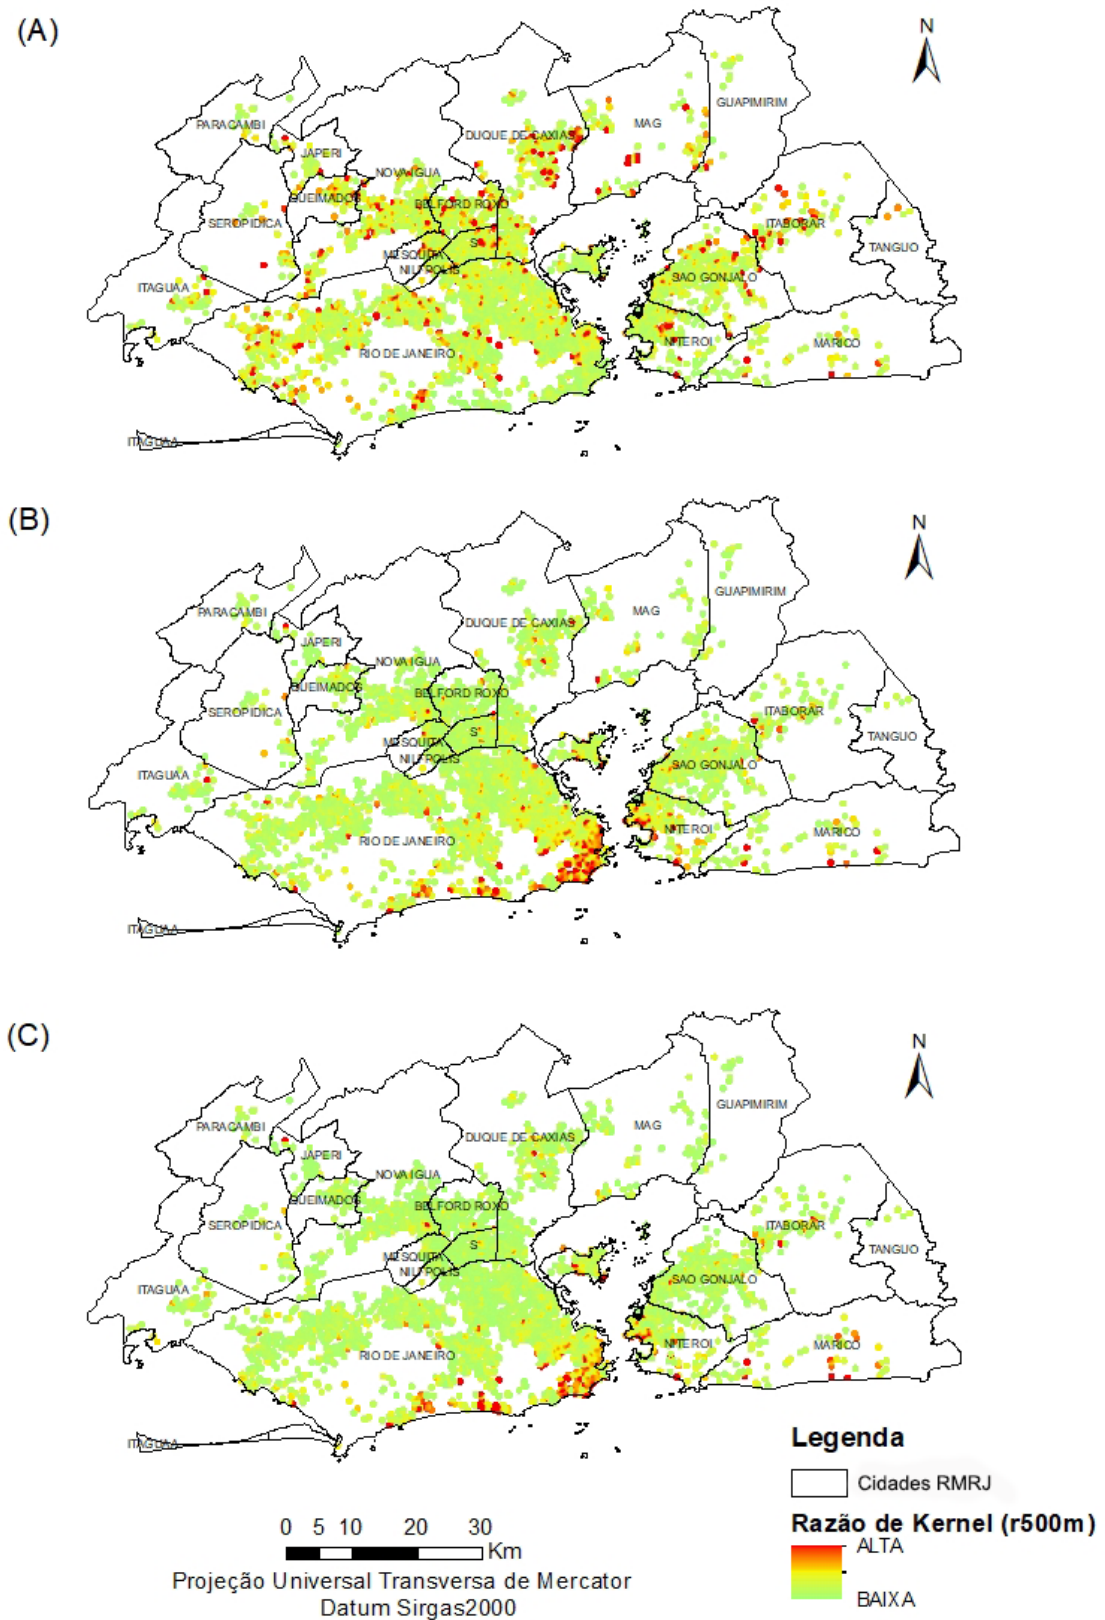 (A)
N
GUAPIMIRIM
PARACAMBI
MAG
DUQUE DE CAXIAS
JAPERI
NOVA IGUA
QUEIMADOS
BELFORD ROXO
SEROPIDICA
ITABORAR
S'
TANGUO
MESQUITA
NILFPOLIS
SAO GONJALO
ITAGUAA
NITEROI
MARICO
RIO DE JANEIRO
ITAGUAA
(B)
N
GUAPIMIRIM
PARACAMBI
MAG
DUQUE DE CAXIAS
JAPERI
NOVA IGUA
QUEIMADOS
BELFORD ROXO
SEROPIDICA
ITABORAR
S'
TANGUO
MESQUITA
NILFPOLIS
SAO GONJALO
ITAGUAA
NITEROI
MARICO
RIO DE JANEIRO
ITAGUAA
(C)
N
GUAPIMIRIM
PARACAMBI
MAG
DUQUE DE CAXIAS
JAPERI
NOVA IGUA
QUEIMADOS
BELFORD ROXO
SEROPIDICA
ITABORAR
S'
TANGUO
MESQUITA
NILFPOLIS
SAO GONJALO
ITAGUAA
NITEROI
MARICO
RIO DE JANEIRO
ITAGUAA
Legenda
Cidades RMRJ
Razão de Kernel (r500m)
ALTA
BAIXA
0 5 10 20 30
Km
Projeção Universal Transversa de Mercator
Datum Sirgas2000